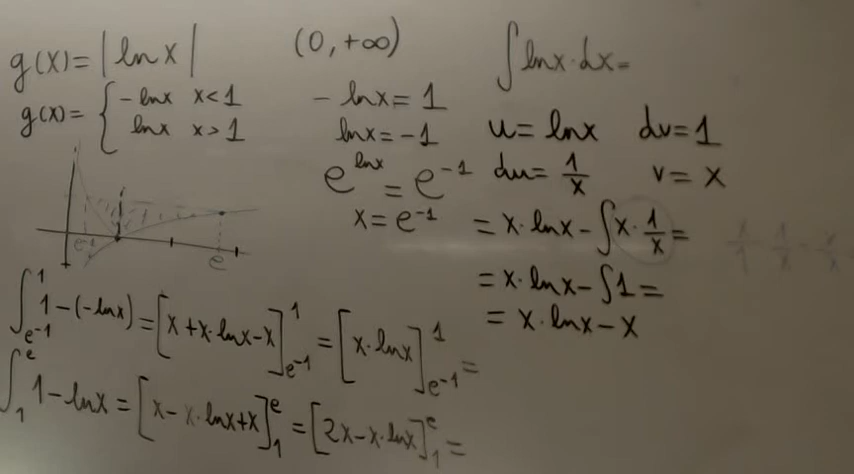 g(x) = |ln x|
(0, +∞)
g(x) = { -ln x x < 1
ln x x > 1
- ln x = 1
ln x = -1
e^{ln x} = e^{-1}
x = e^{-1}
∫ ln x · dx =
u = ln x dv = 1
du = 1/x v = x
= x · ln x - ∫ x · 1/x =
= x · ln x - ∫ 1 =
= x · ln x - x
1
e^{-1}
e
∫_{e^{-1}}^{1} 1 - (-ln x) = [x + x · ln x - x]_{e^{-1}}^{1} = [x · ln x]_{e^{-1}}^{1} =
∫_{1}^{e} 1 - ln x = [x - x · ln x + x]_{1}^{e} = [2x - x · ln x]_{1}^{e} =